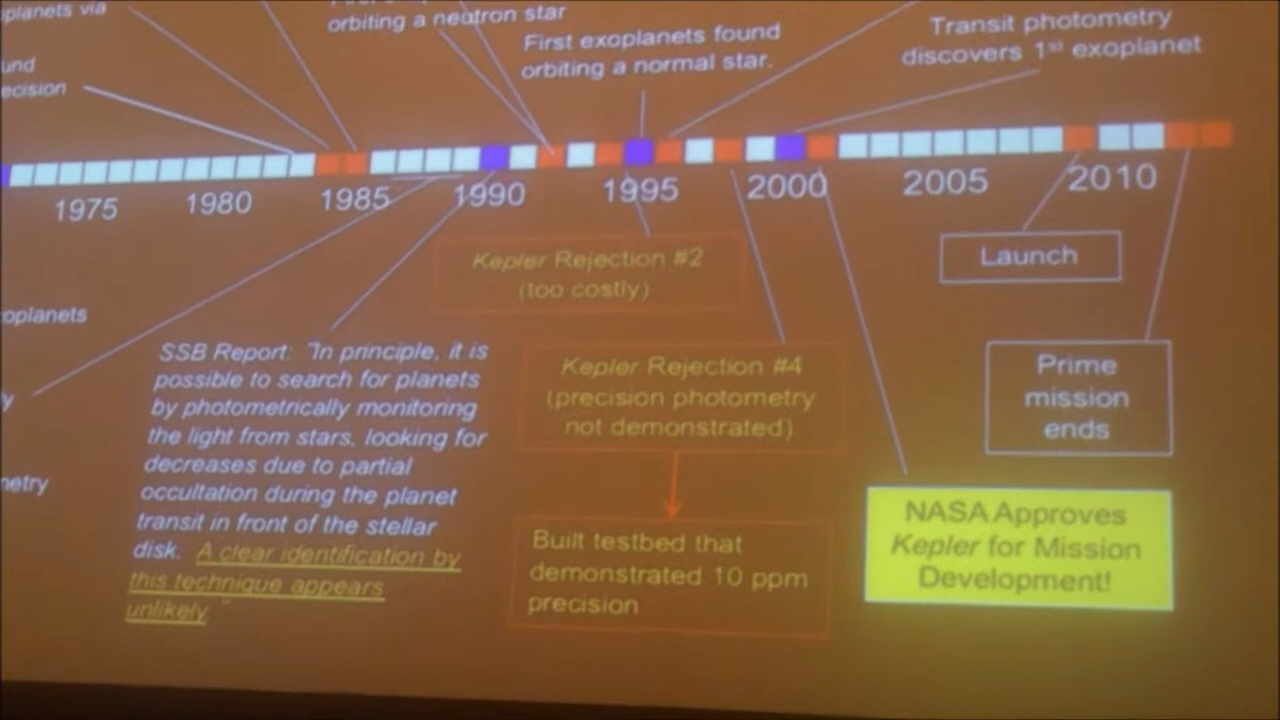 planets via
orbiting a neutron star
First exoplanets found
orbiting a normal star.
Transit photometry
discovers 1st exoplanet
und
ecision
1975 1980 1985 1990 1995 2000 2005 2010
Kepler Rejection #2
(too costly)
Launch
oplanets
SSB Report: "In principle, it is
possible to search for planets
by photometrically monitoring
the light from stars, looking for
decreases due to partial
occultation during the planet
transit in front of the stellar
disk. A clear identification by
this technique appears
unlikely."
Kepler Rejection #4
(precision photometry
not demonstrated)
Prime
mission
ends
y
netry
Built testbed that
demonstrated 10 ppm
precision
NASA Approves
Kepler for Mission
Development!